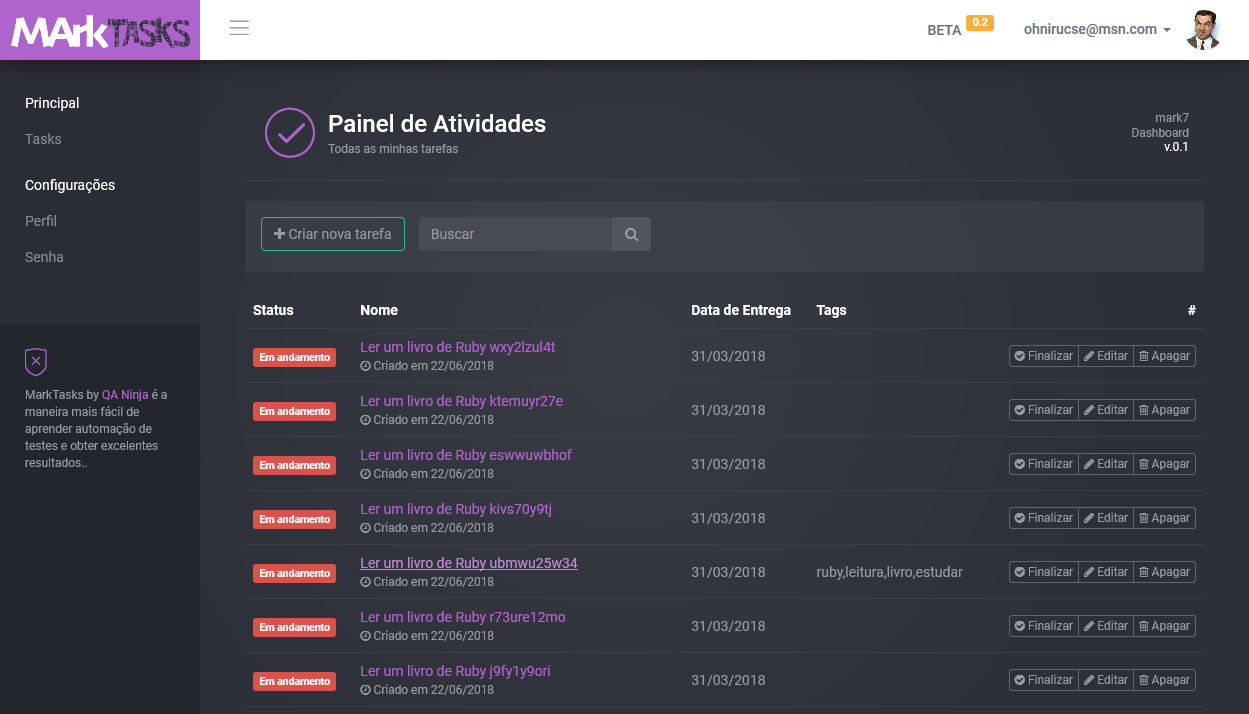 MArkTASKS
BETA 0.2 ohnirucse@msn.com
Principal
Tasks
Configurações
Perfil
Senha
MarkTasks by QA Ninja é a
maneira mais fácil de
aprender automação de
testes e obter excelentes
resultados..
Painel de Atividades
Todas as minhas tarefas
mark7
Dashboard
v.0.1
Criar nova tarefa Buscar
Status Nome Data de Entrega Tags #
Em andamento Ler um livro de Ruby wxy2lzul4t 31/03/2018 Finalizar Editar Apagar
Criado em 22/06/2018
Em andamento Ler um livro de Ruby ktemuyr27e 31/03/2018 Finalizar Editar Apagar
Criado em 22/06/2018
Em andamento Ler um livro de Ruby eswwuwbhof 31/03/2018 Finalizar Editar Apagar
Criado em 22/06/2018
Em andamento Ler um livro de Ruby kivs70y9tj 31/03/2018 Finalizar Editar Apagar
Criado em 22/06/2018
Em andamento Ler um livro de Ruby ubmwu25w34 31/03/2018 ruby,leitura,livro,estudar Finalizar Editar Apagar
Criado em 22/06/2018
Em andamento Ler um livro de Ruby r73ure12mo 31/03/2018 Finalizar Editar Apagar
Criado em 22/06/2018
Em andamento Ler um livro de Ruby j9fy1y9ori 31/03/2018 Finalizar Editar Apagar
Criado em 22/06/2018